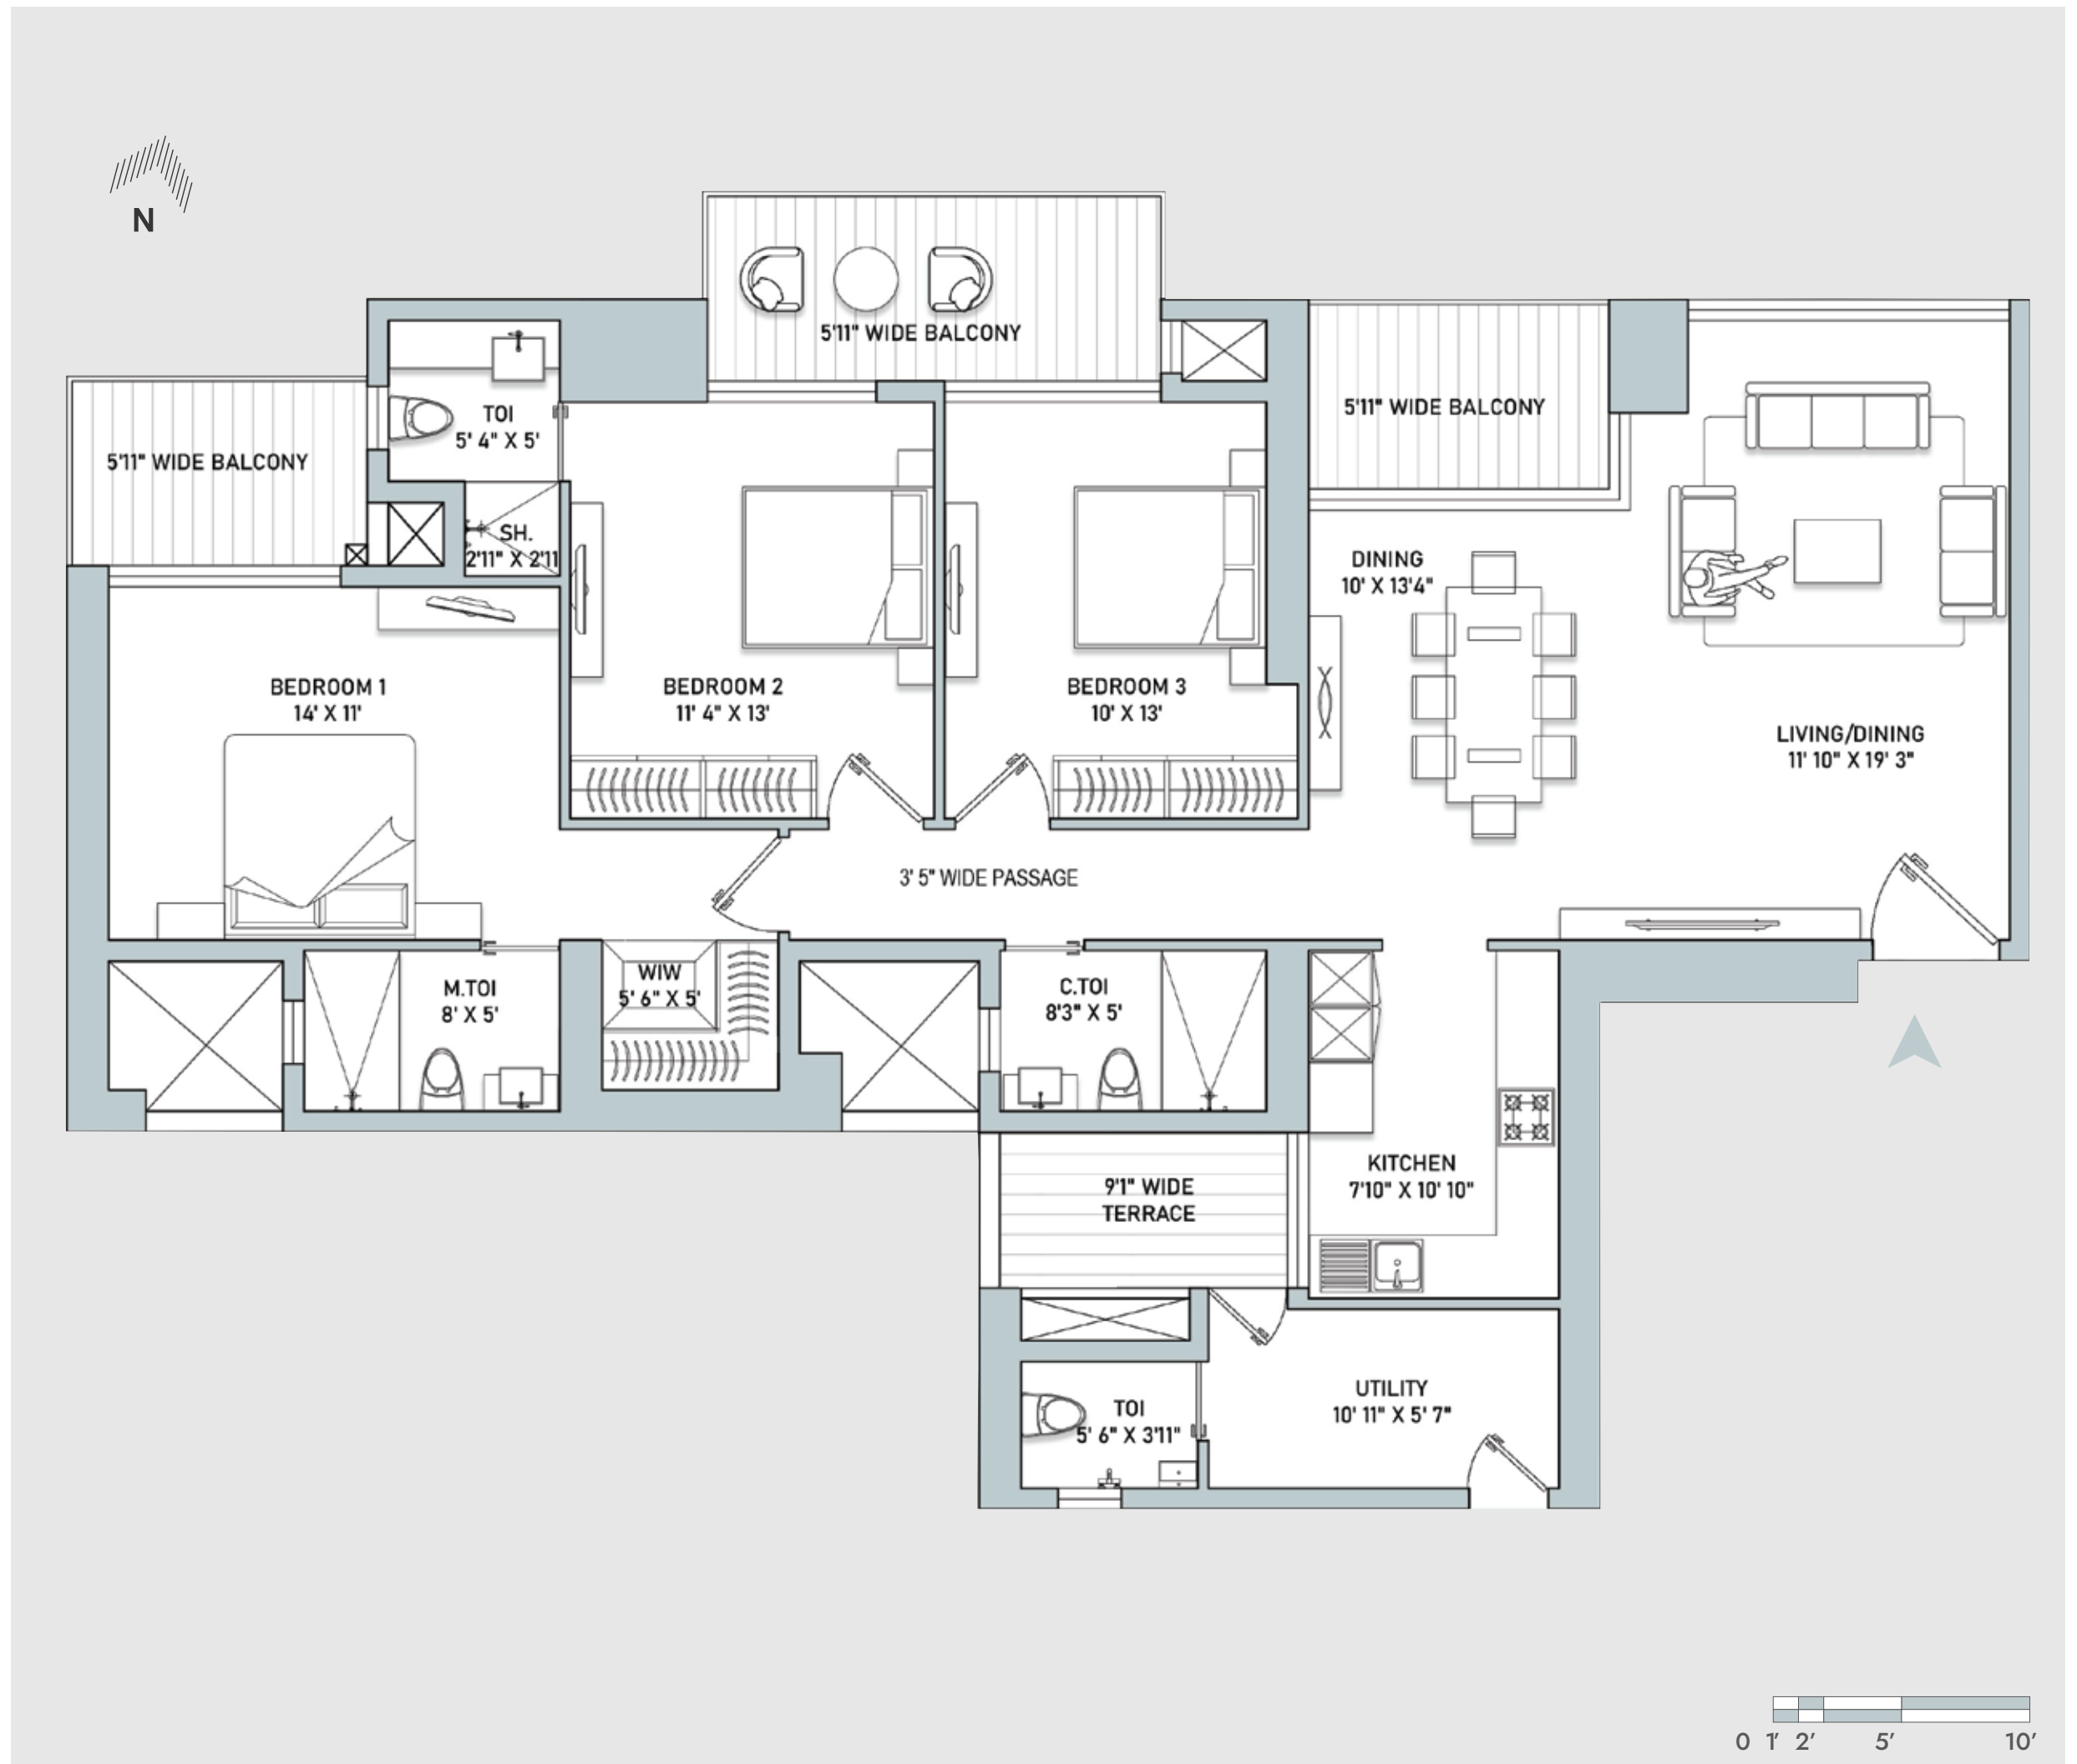 N
5'11" WIDE BALCONY
TOI
5' 4" X 5'
5'11" WIDE BALCONY
5'11" WIDE BALCONY
SH.
2'11" X 2'11
DINING
10' X 13'4"
BEDROOM 1
14' X 11'
BEDROOM 2
11' 4" X 13'
BEDROOM 3
10' X 13'
LIVING/DINING
11' 10" X 19' 3"
3' 5" WIDE PASSAGE
M.TOI
8' X 5'
WIW
5' 6" X 5'
C.TOI
8'3" X 5'
KITCHEN
7'10" X 10' 10"
9'1" WIDE
TERRACE
UTILITY
10' 11" X 5' 7"
TOI
5' 6" X 3'11"
0 1' 2' 5' 10'